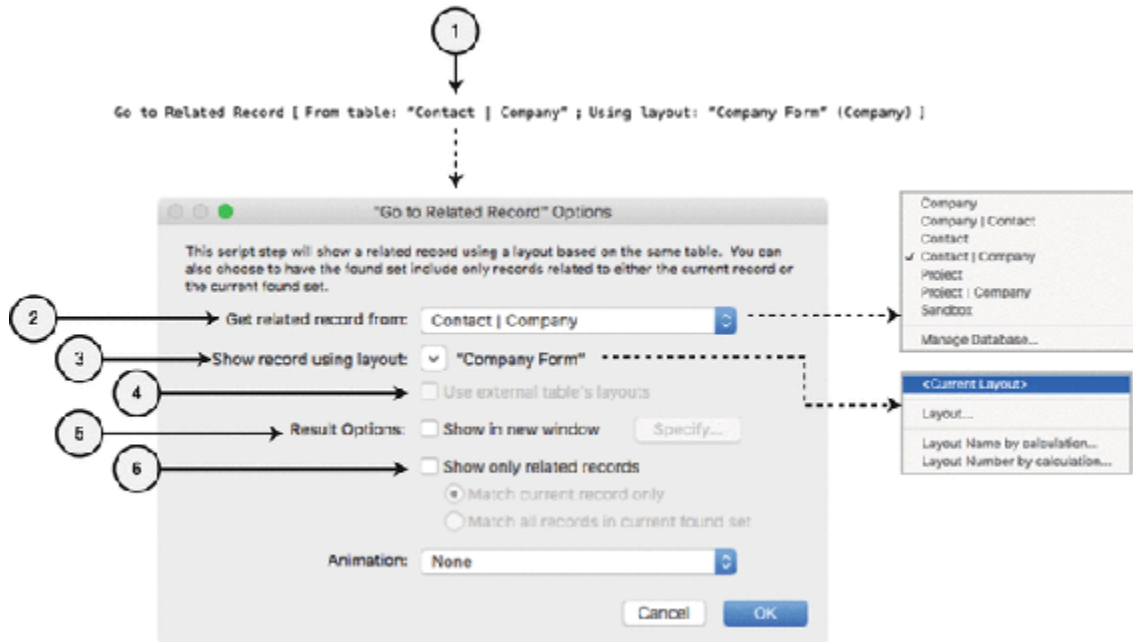 1
Go to Related Record [ From table: "Contact | Company" ; Using layout: "Company Form" (Company) ]
"Go to Related Record" Options
This script step will show a related record using a layout based on the same table. You can
also choose to have the found set include only records related to either the current record or
the current found set.
2
Get related record from:
Contact | Company
3
Show record using layout:
"Company Form"
4
Use external table's layouts
5
Result Options:
Show in new window
Specify...
6
Show only related records
Match current record only
Match all records in current found set
Animation:
None
Cancel
OK
Company
Company | Contact
Contact
✓ Contact | Company
Project
Project | Company
Sandbox
Manage Database...
<Current Layout>
Layout...
Layout Name by calculation...
Layout Number by calculation...